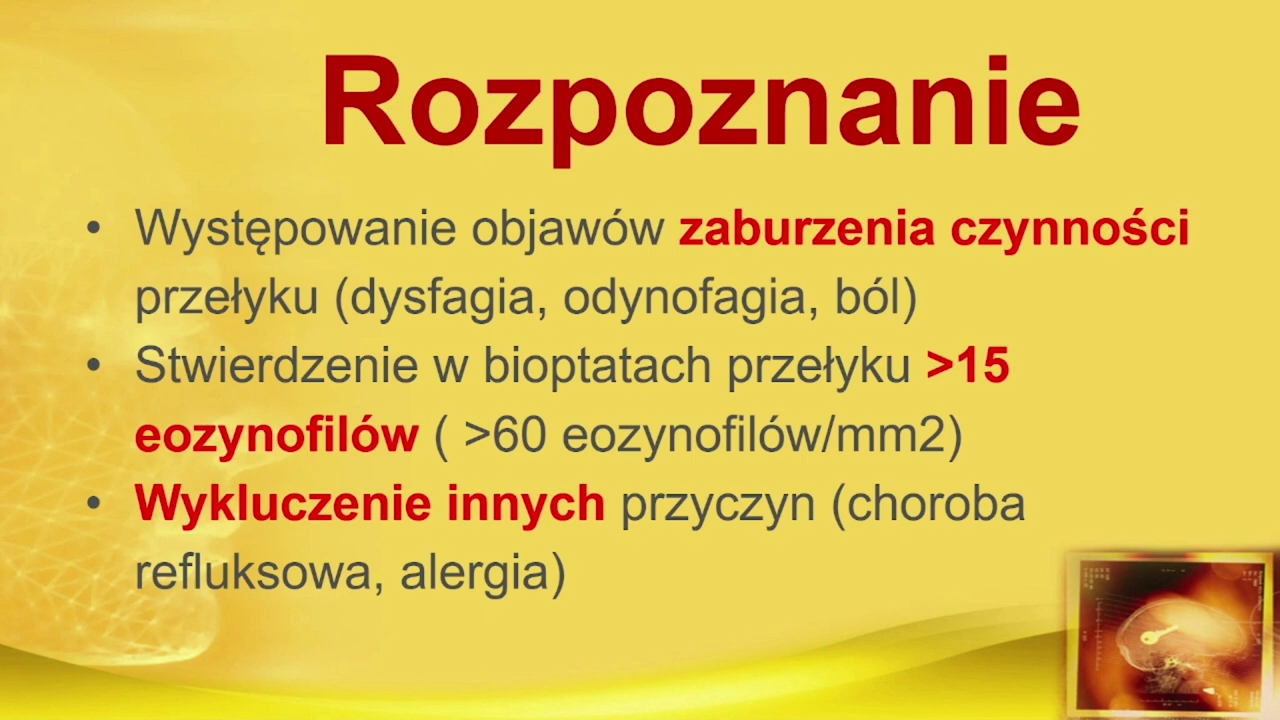 Rozpoznanie
• Występowanie objawów zaburzenia czynności
przełyku (dysfagia, odynofagia, ból)
• Stwierdzenie w bioptatach przełyku >15
eozynofilów ( >60 eozynofilów/mm2)
• Wykluczenie innych przyczyn (choroba
refluksowa, alergia)